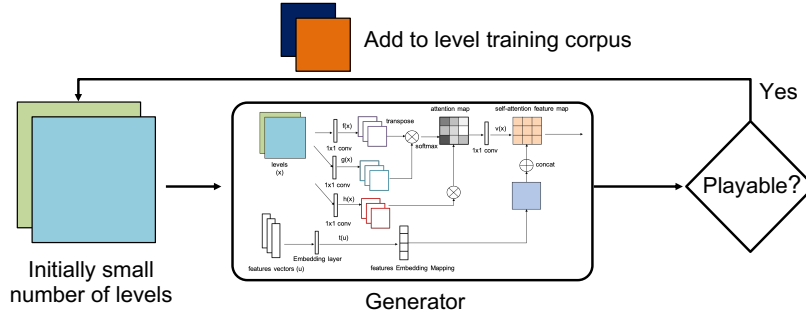 Add to level training corpus
Yes
Playable?
Initially small
number of levels
Generator
levels
(x)
f(x)
1x1 conv
transpose
g(x)
1x1 conv
h(x)
1x1 conv
softmax
attention map
v(x)
1x1 conv
self-attention feature map
concat
features vectors (u)
t(u)
Embedding layer
features Embedding Mapping